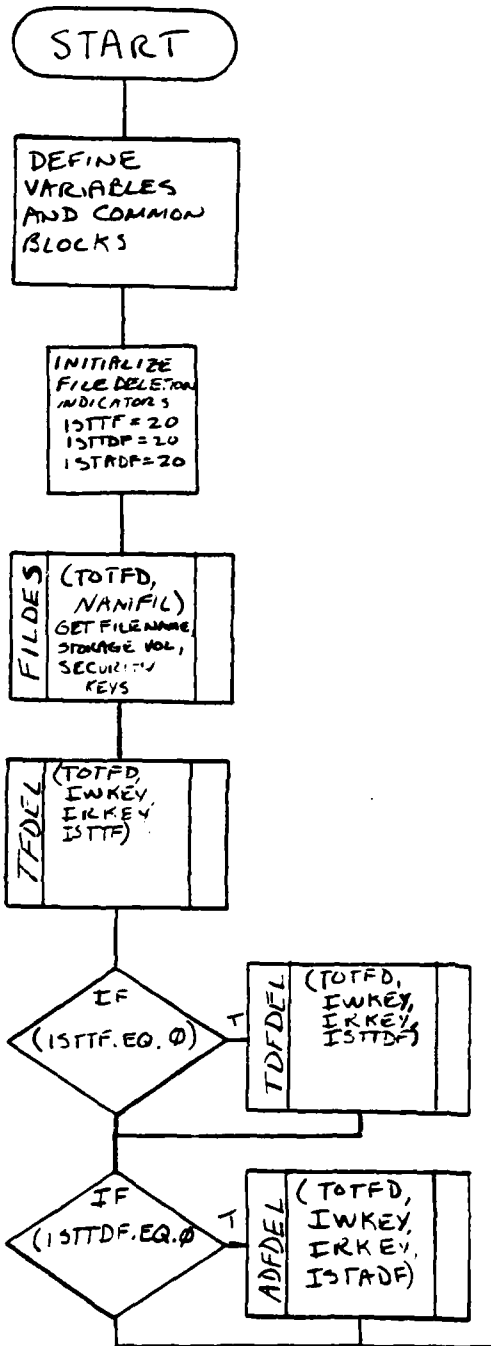 START
DEFINE
VARIABLES
AND COMMON
BLOCKS
INITIALIZE
FILE DELETION
INDICATORS
ISTTF = 20
ISTTDF = 20
ISTADF = 20
FILDES
(TOTFD,
NAMFIL)
GET FILENAME,
STORAGE VOL,
SECURITY
KEYS
TFDEL
(TOTFD,
IWKEY,
IRKEY,
ISTTF)
IF
(ISTTF.EQ.Ø)
T
TDFDEL
(TOTFD,
IWKEY,
IRKEY,
ISTTDF)
IF
(ISTTDF.EQ.Ø
T
ADFDEL
(TOTFD,
IWKEY,
IRKEY,
ISTADF)